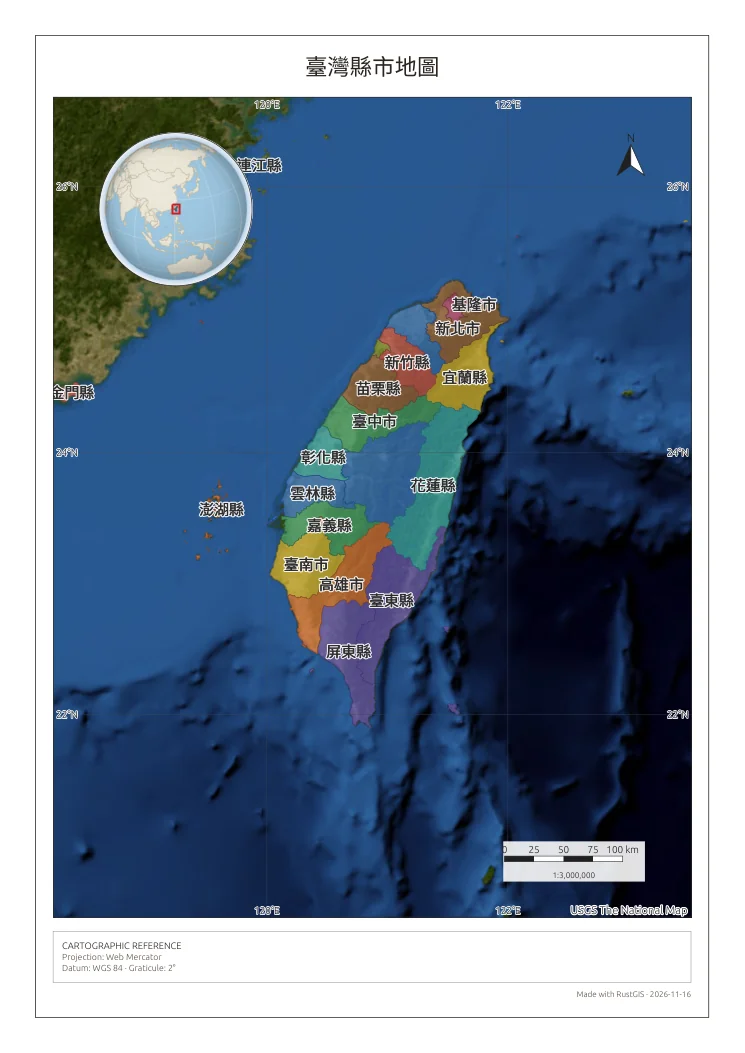 臺灣縣市地圖
120°E
122°E
N
連江縣
26°N
26°N
基隆市
新北市
新竹縣
宜蘭縣
苗栗縣
金門縣
臺中市
24°N
彰化縣
24°N
花蓮縣
雲林縣
澎湖縣
嘉義縣
臺南市
高雄市
臺東縣
屏東縣
22°N
22°N
0 25 50 75 100 km
1:3,000,000
120°E
122°E
USGS The National Map
CARTOGRAPHIC REFERENCE
Projection: Web Mercator
Datum: WGS 84 · Graticule: 2°
Made with RustGIS · 2026-11-16